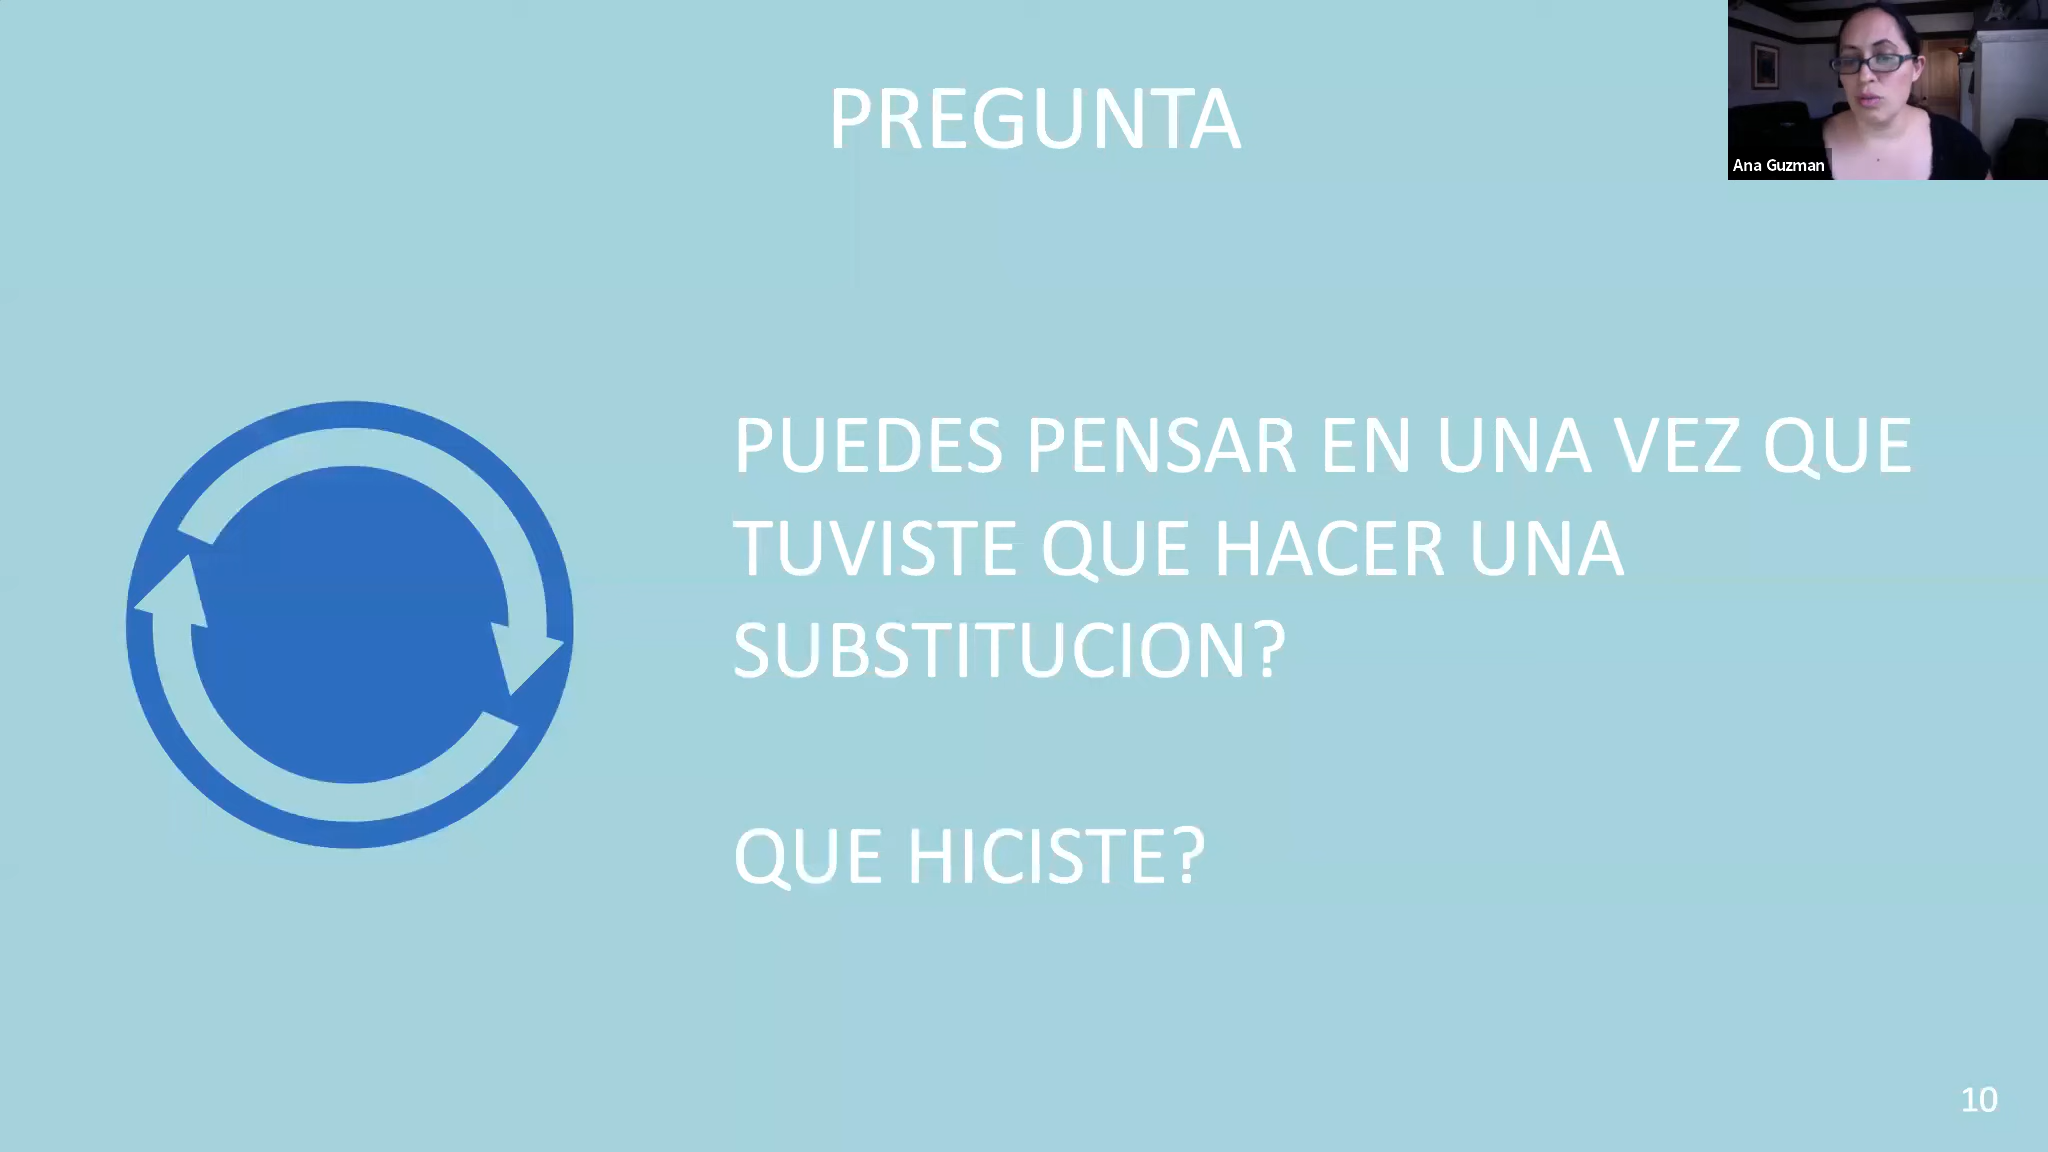 PREGUNTA
Ana Guzman
PUEDES PENSAR EN UNA VEZ QUE
TUVISTE QUE HACER UNA
SUBSTITUCION?
QUE HICISTE?
10